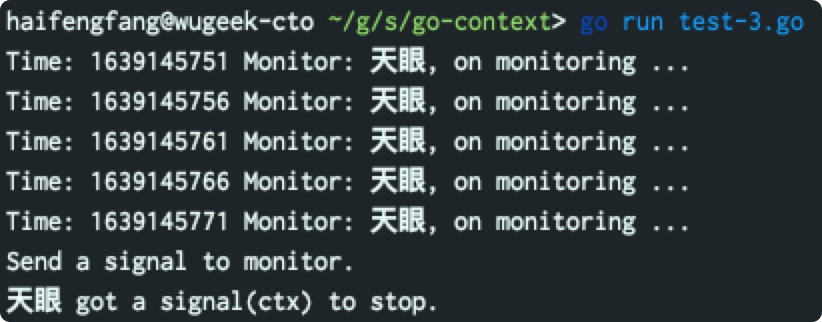 haifengfang@wugeek-cto ~/g/s/go-context> go run test-3.go
Time: 1639145751 Monitor: 天眼, on monitoring ...
Time: 1639145756 Monitor: 天眼, on monitoring ...
Time: 1639145761 Monitor: 天眼, on monitoring ...
Time: 1639145766 Monitor: 天眼, on monitoring ...
Time: 1639145771 Monitor: 天眼, on monitoring ...
Send a signal to monitor.
天眼 got a signal(ctx) to stop.